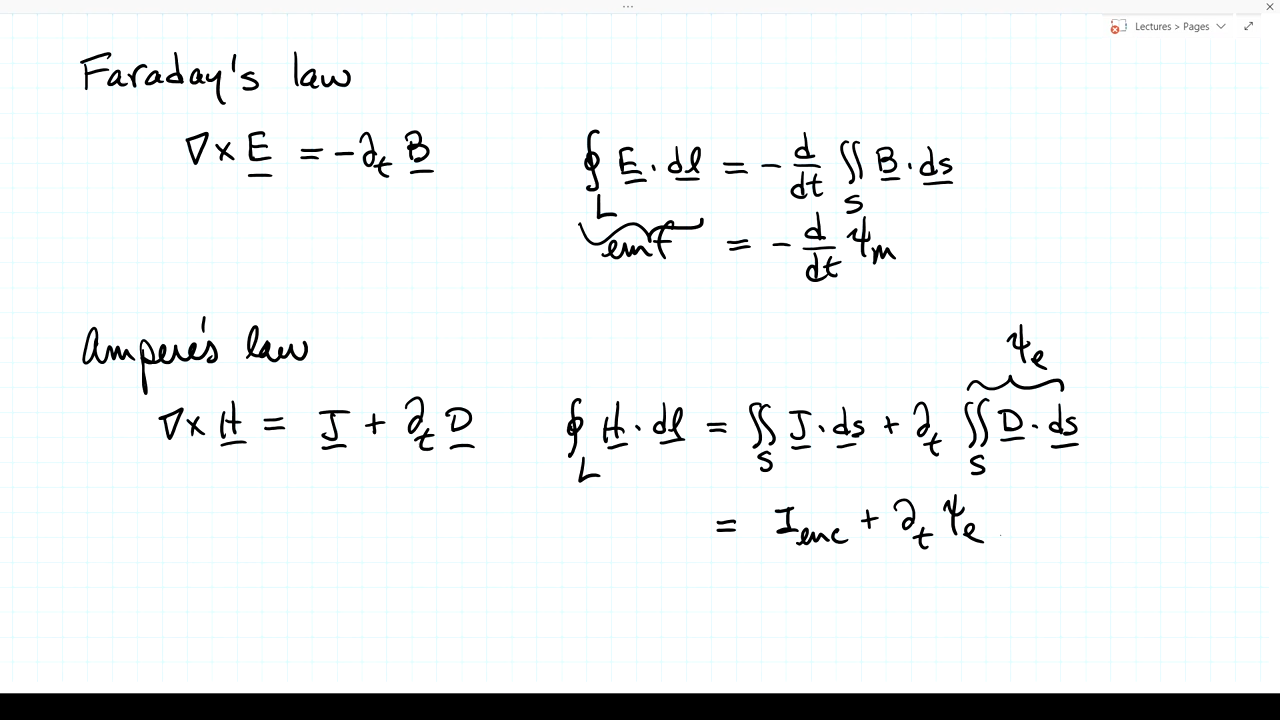 Lectures > Pages
Faraday's law
∇× E = -∂t B
∮L E · dl = - d/dt ∬S B · ds
emf = - d/dt ψm
Ampere's law
ψe
∇× H = J + ∂t D
∮L H · dl = ∬S J · ds + ∂t ∬S D · ds
= Ienc + ∂t ψe